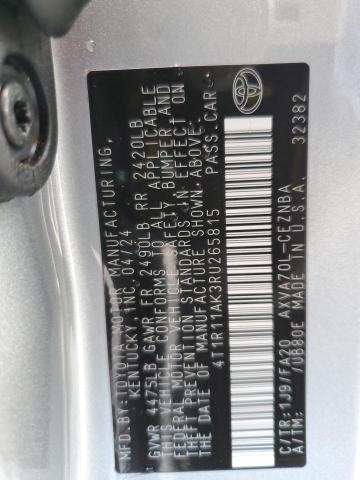 MFD.BY:TOYOTA MOTOR MANUFACTURING,
KENTUCKY, INC. 04/24
GVWR 4475LB GAWR FR 2490LB RR 2420LB
THIS VEHICLE CONFORMS TO ALL APPLICABLE
FEDERAL MOTOR VEHICLE SAFETY, BUMPER, AND
THEFT PREVENTION STANDARDS IN EFFECT ON
THE DATE OF MANUFACTURE SHOWN ABOVE.
4T1R11AK3RU265815 PASS.CAR
C/TR:1J9/FA20 AXVA70L-CEZNBA
A/TM: /UB80E MADE IN U.S.A. 32382